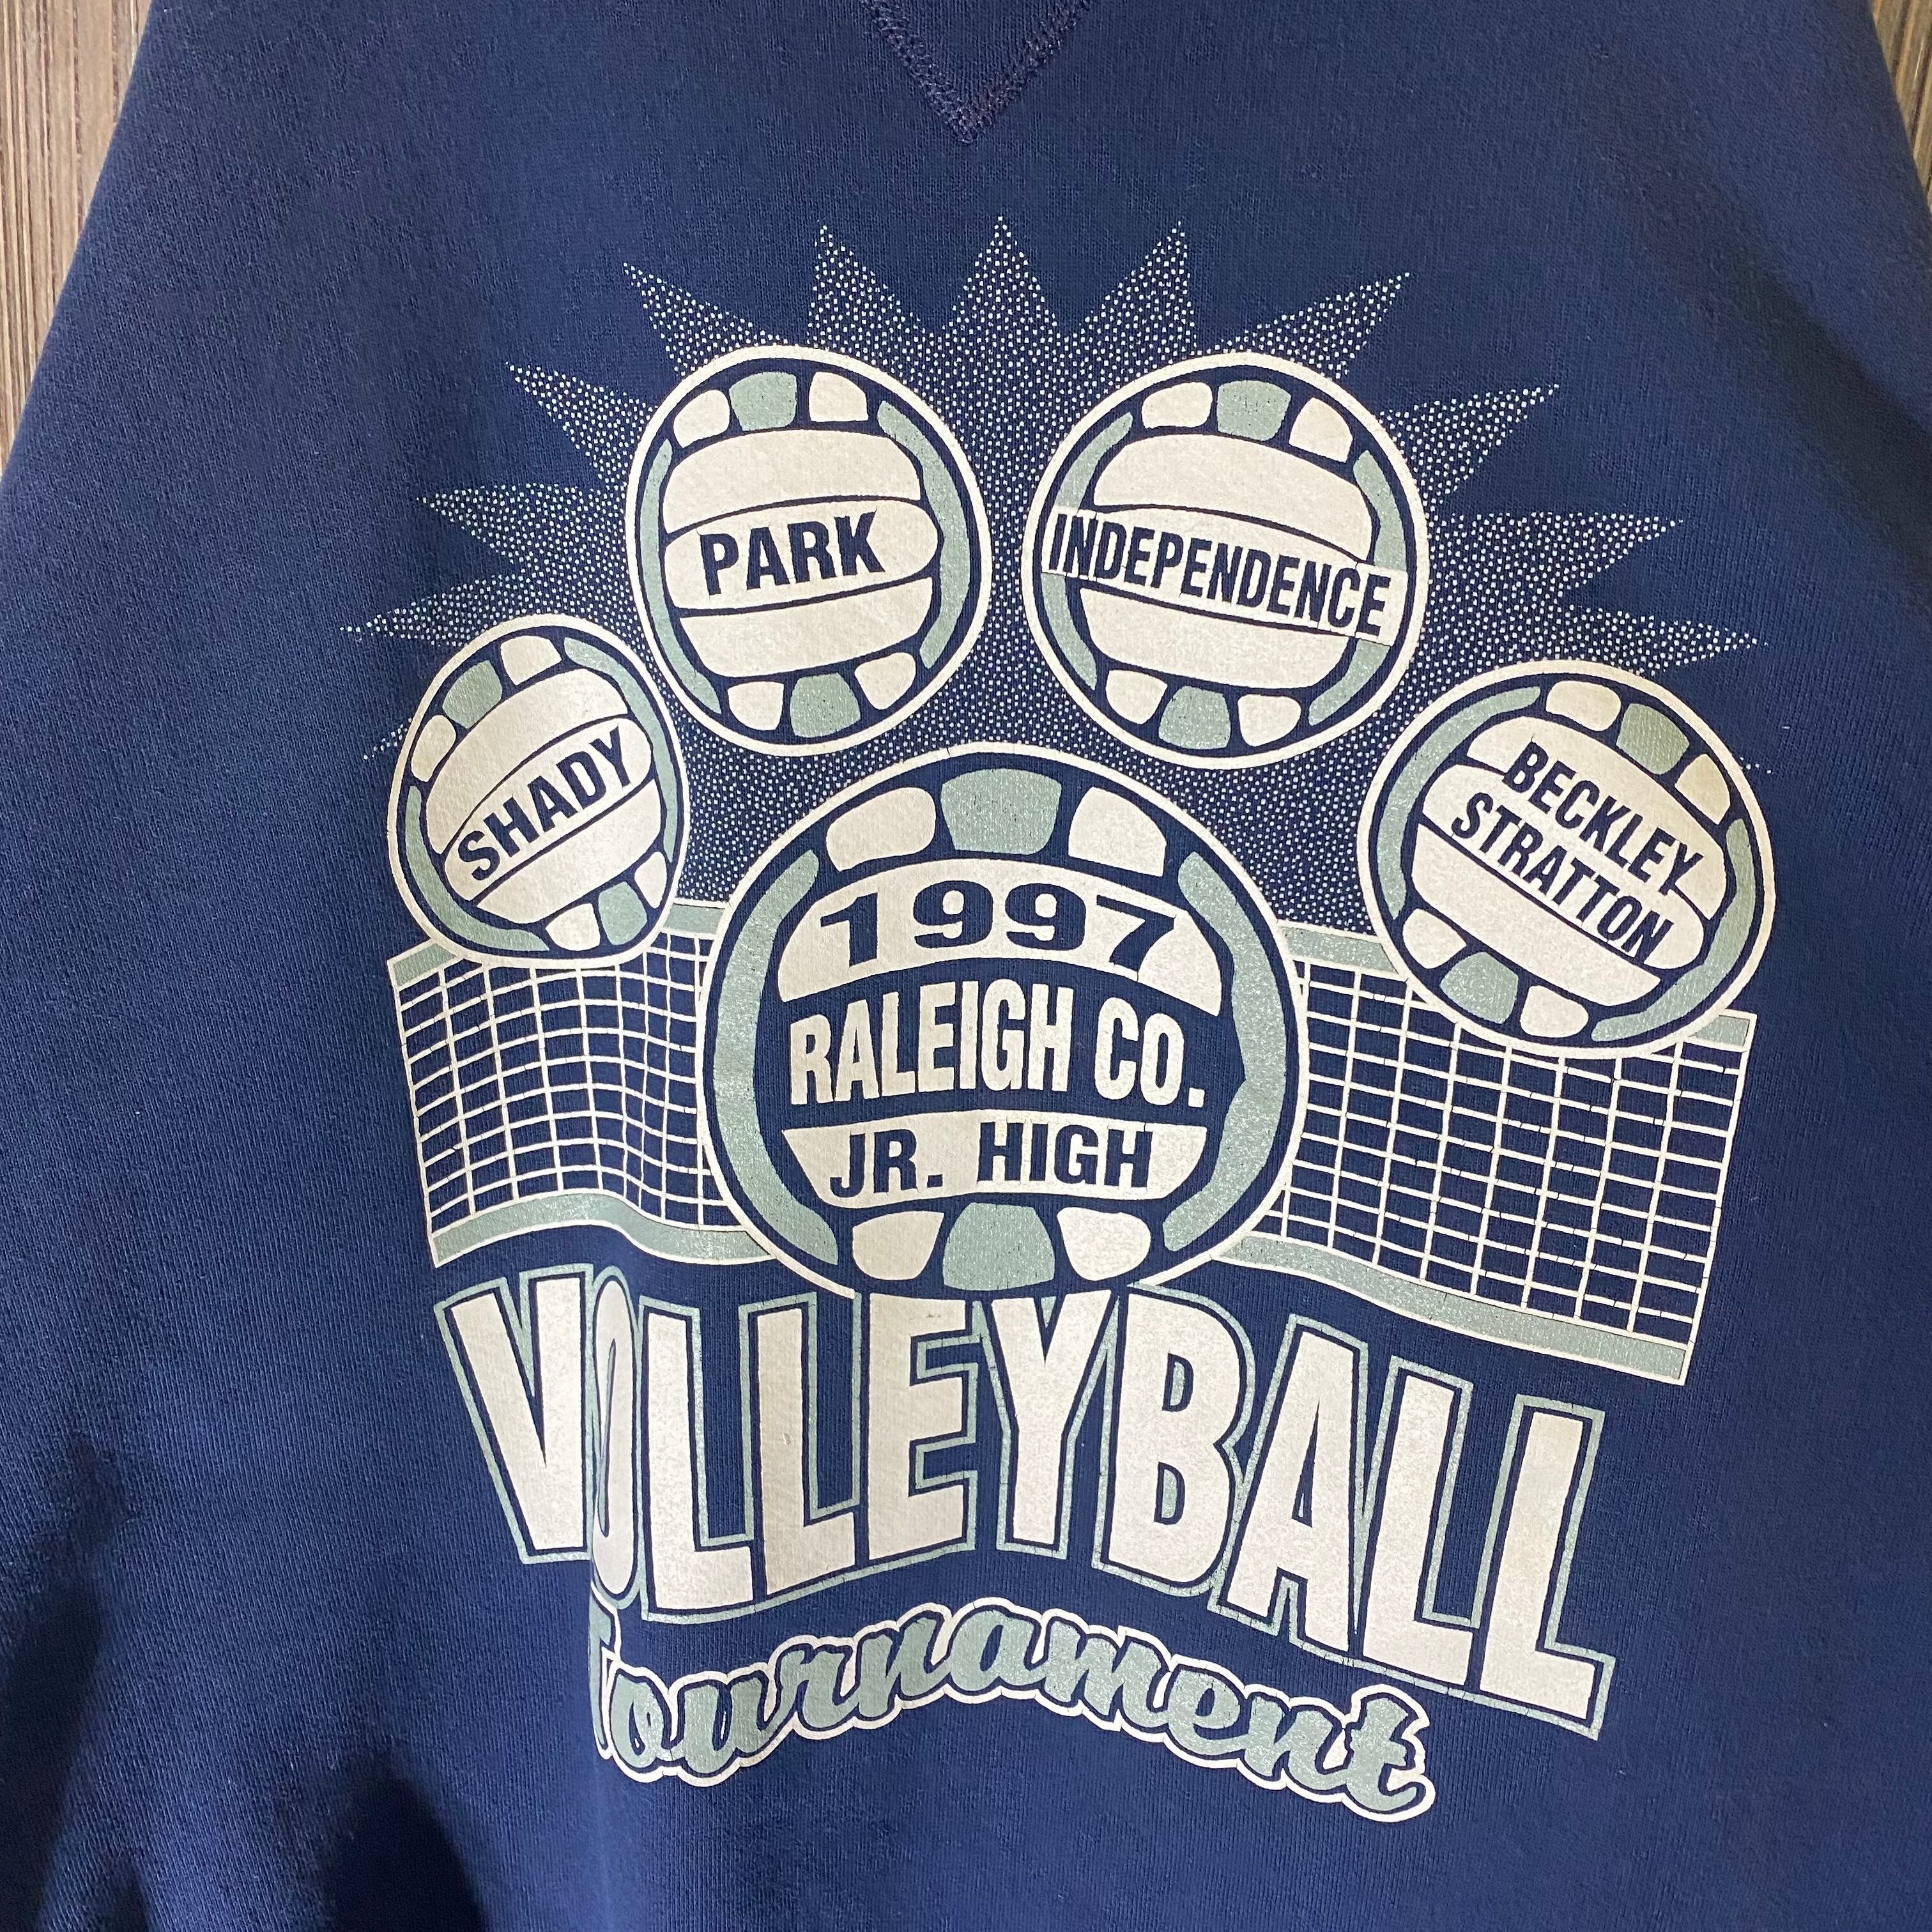 PARK
INDEPENDENCE
SHADY
BECKLEY
STRATTON
1997
RALEIGH CO.
JR. HIGH
VOLLEYBALL
Tournament